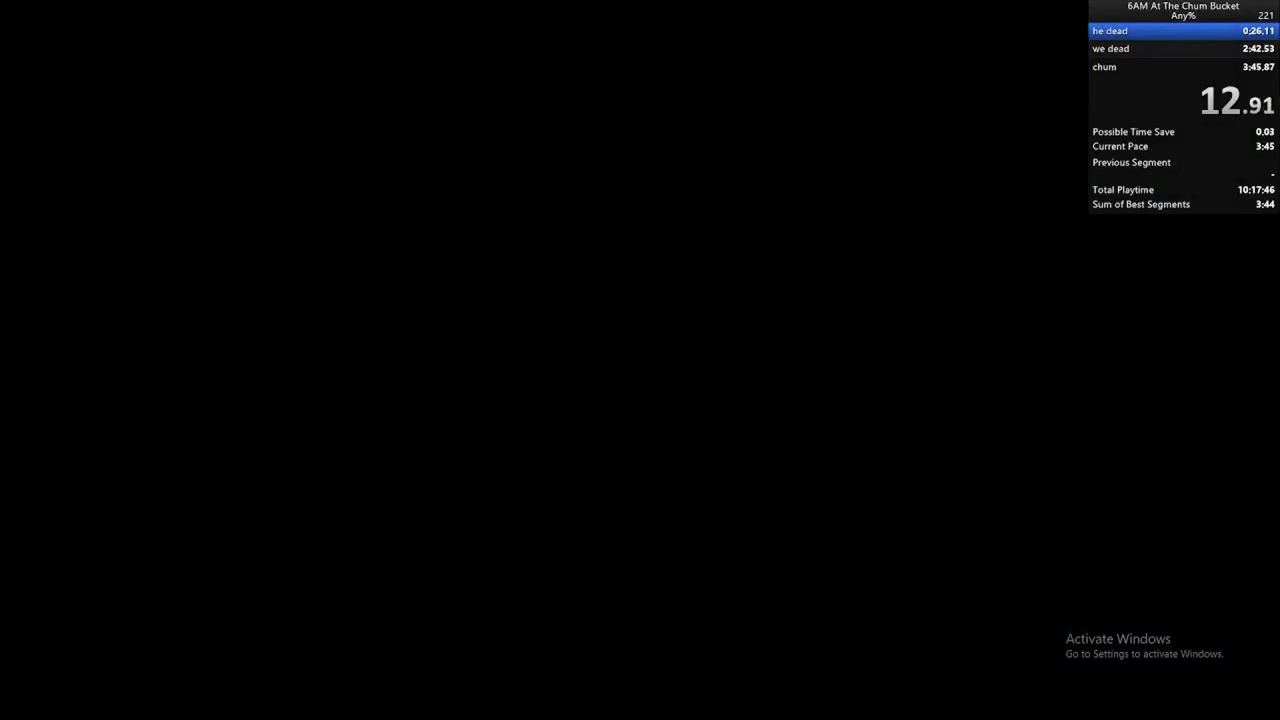 6AM At The Chum Bucket
Any% 221
he dead 0:26.11
we dead 2:42.53
chum 3:45.87
12.91
Possible Time Save 0.03
Current Pace 3:45
Previous Segment
-
Total Playtime 10:17:46
Sum of Best Segments 3:44
Activate Windows
Go to Settings to activate Windows.